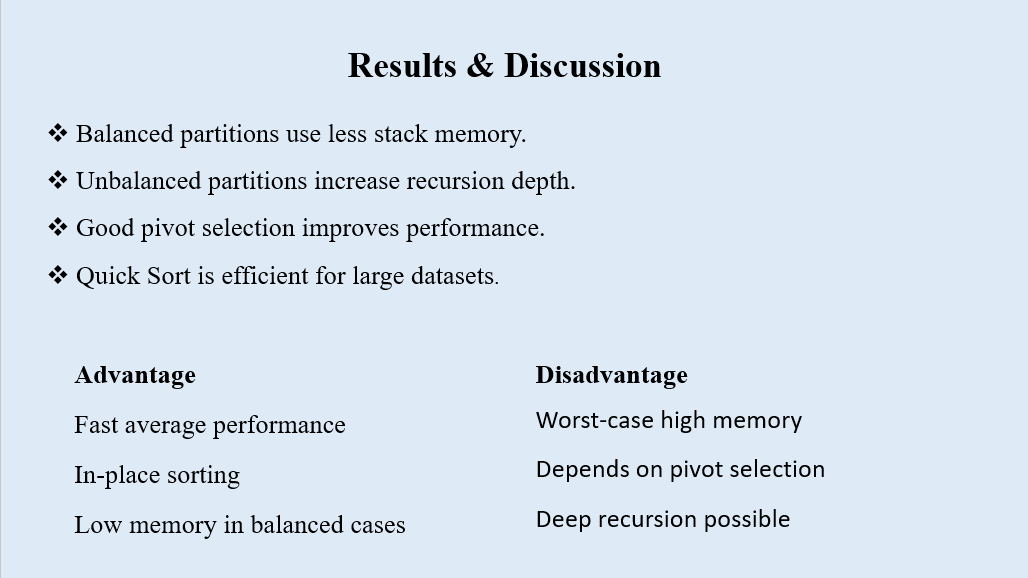 Results & Discussion
❖ Balanced partitions use less stack memory.
❖ Unbalanced partitions increase recursion depth.
❖ Good pivot selection improves performance.
❖ Quick Sort is efficient for large datasets.
Advantage
Fast average performance
In-place sorting
Low memory in balanced cases
Disadvantage
Worst-case high memory
Depends on pivot selection
Deep recursion possible